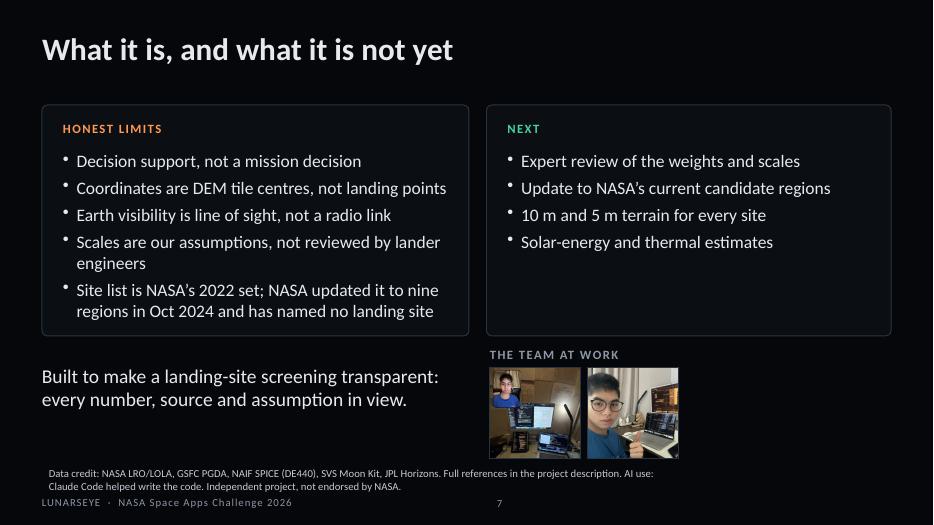 What it is, and what it is not yet
HONEST LIMITS
• Decision support, not a mission decision
• Coordinates are DEM tile centres, not landing points
• Earth visibility is line of sight, not a radio link
• Scales are our assumptions, not reviewed by lander
engineers
• Site list is NASA’s 2022 set; NASA updated it to nine
regions in Oct 2024 and has named no landing site
NEXT
• Expert review of the weights and scales
• Update to NASA’s current candidate regions
• 10 m and 5 m terrain for every site
• Solar-energy and thermal estimates
Built to make a landing-site screening transparent:
every number, source and assumption in view.
THE TEAM AT WORK
Data credit: NASA LRO/LOLA, GSFC PGDA, NAIF SPICE (DE440), SVS Moon Kit, JPL Horizons. Full references in the project description. AI use:
Claude Code helped write the code. Independent project, not endorsed by NASA.
LUNARSEYE · NASA Space Apps Challenge 2026
7